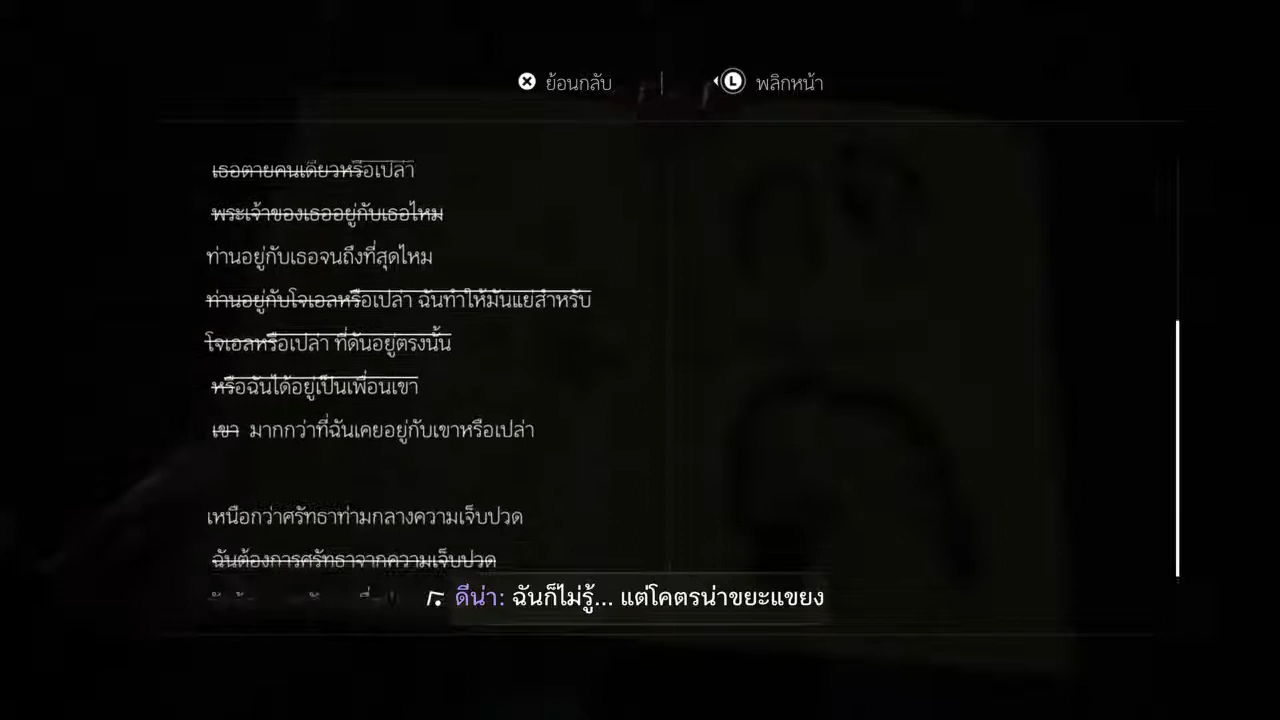 ย้อนกลับ
L พลิกหน้า
เธอตายคนเดียวหรือเปล่า
พระเจ้าของเธออยู่กับเธอไหม
ท่านอยู่กับเธอจนถึงที่สุดไหม
ท่านอยู่กับโจเอลหรือเปล่า ฉันทำให้มันแย่สำหรับ
โจเอลหรือเปล่า ที่ดันอยู่ตรงนั้น
หรือฉันได้อยู่เป็นเพื่อนเขา
เขา มากกว่าที่ฉันเคยอยู่กับเขาหรือเปล่า
เหนือกว่าศรัทธาท่ามกลางความเจ็บปวด
ฉันต้องการศรัทธาจากความเจ็บปวด
ดีน่า: ฉันก็ไม่รู้... แต่โคตรน่าขยะแขยง